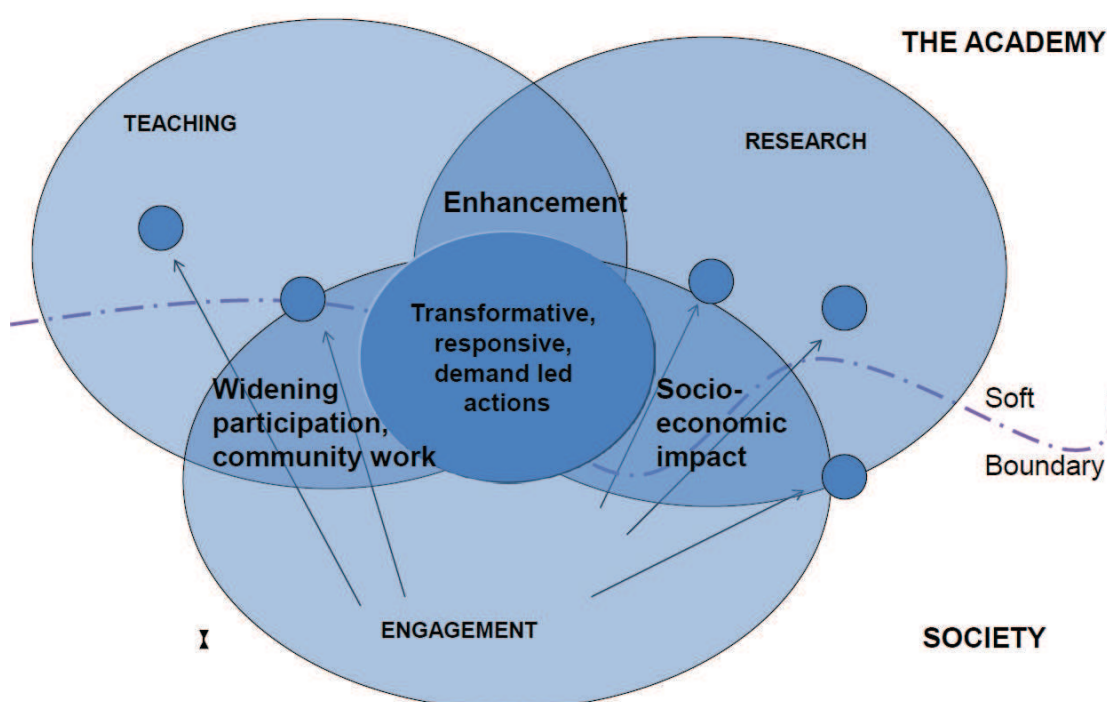 THE ACADEMY
TEACHING
RESEARCH
Enhancement
Transformative,
responsive,
demand led
actions
Widening
participation,
community work
Socio-
economic
impact
Soft
Boundary
ENGAGEMENT
SOCIETY